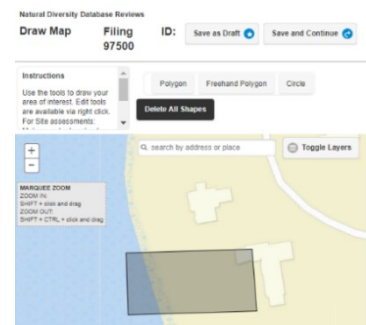 Natural Diversity Database Reviews
Draw Map Filing ID: Save as Draft Save and Continue
97500
Instructions
Use the tools to draw your
area of interest. Edit tools
are available via right click.
For Site assessments:
Polygon Freehand Polygon Circle
Delete All Shapes
+
-
search by address or place
Toggle Layers
MARQUEE ZOOM
ZOOM IN:
SHIFT + click and drag
ZOOM OUT:
SHIFT + CTRL + click and drag